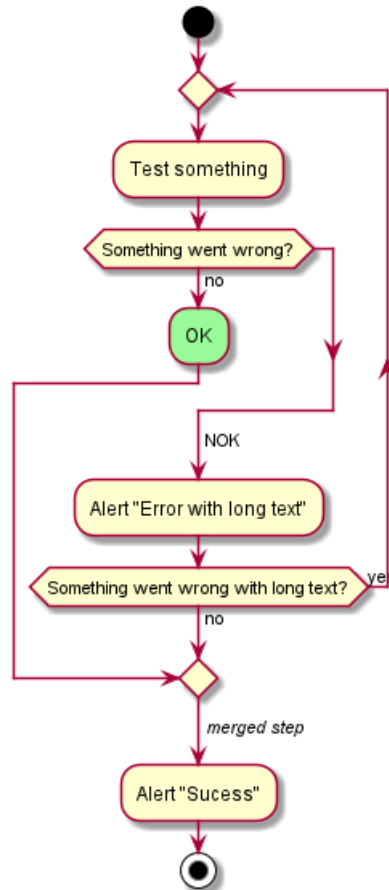 Test something
Something went wrong?
no
OK
NOK
Alert "Error with long text"
Something went wrong with long text?
ye
no
merged step
Alert "Sucess"